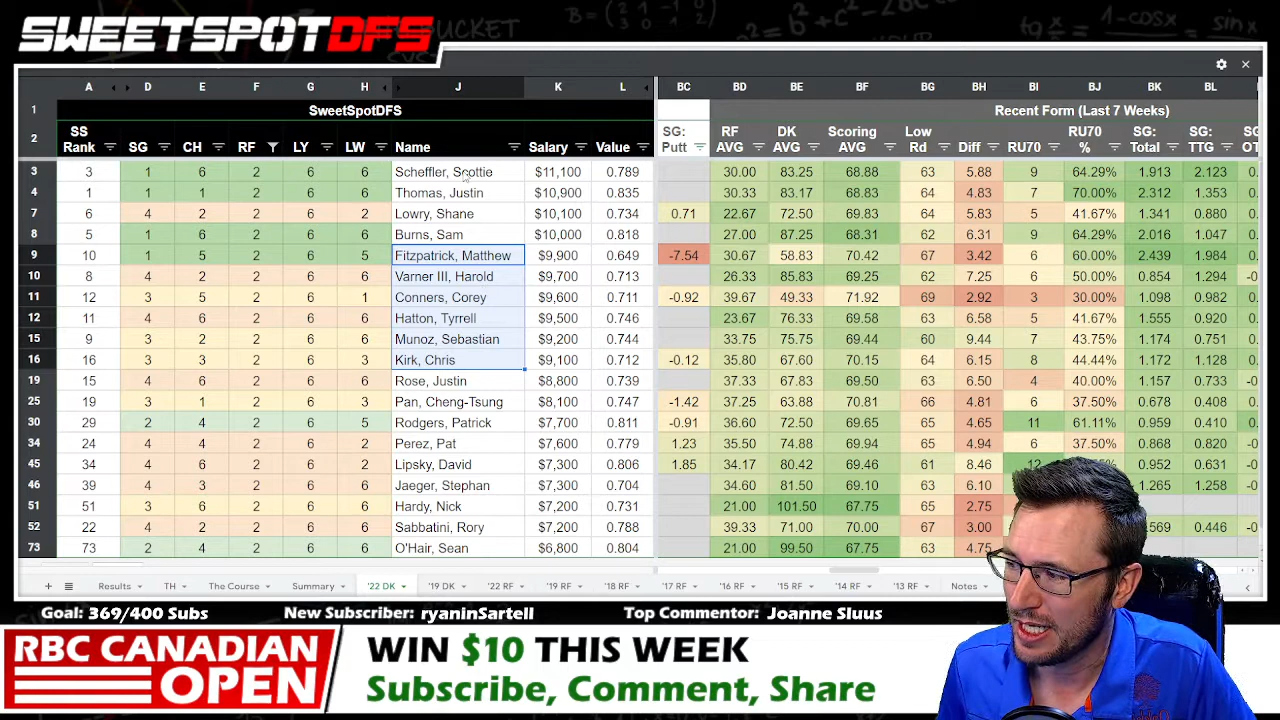 SWEETSPOTDFS
A D E F G H J K L BC BD BE BF BG BH BI BJ BK BL
1 SweetSpotDFS Recent Form (Last 7 Weeks)
2 SS Rank SG CH RF LY LW Name Salary Value SG: Putt RF AVG DK AVG Scoring AVG Low Rd Diff RU70 RU70 % SG: Total SG: TTG
3 3 1 6 2 6 6 Scheffler, Scottie $11,100 0.789 30.00 83.25 68.88 64 5.88 9 64.29% 1.913 2.123
4 1 1 1 2 6 6 Thomas, Justin $10,900 0.835 30.33 83.17 68.83 64 4.83 7 70.00% 2.312 1.353
7 6 4 2 2 6 6 Lowry, Shane $10,100 0.734 0.71 22.67 72.50 69.83 64 5.83 5 41.67% 1.341 0.880
8 5 1 6 2 6 6 Burns, Sam $10,000 0.818 27.00 87.25 68.31 62 6.31 9 64.29% 2.016 1.047
9 10 1 5 2 6 5 Fitzpatrick, Matthew $9,900 0.649 -7.54 30.67 58.83 70.42 67 3.42 6 60.00% 2.439 1.984
10 8 4 2 2 6 6 Varner III, Harold $9,700 0.713 26.33 85.83 69.25 62 7.25 6 50.00% 0.854 1.294
11 12 3 5 2 6 1 Conners, Corey $9,600 0.711 -0.92 39.67 49.33 71.92 69 2.92 3 30.00% 1.098 0.982
12 11 4 6 2 6 6 Hatton, Tyrrell $9,500 0.746 23.67 76.33 69.58 63 6.58 5 41.67% 1.555 0.920
15 9 3 2 2 6 6 Munoz, Sebastian $9,200 0.744 33.75 75.75 69.44 60 9.44 7 43.75% 1.154 0.524
16 16 3 3 2 6 3 Kirk, Chris $9,100 0.712 -0.12 38.80 67.60 70.15 64 6.15 8 44.44% 1.172 1.128
19 15 4 6 2 6 6 Rose, Justin $8,800 0.739 37.33 67.83 69.50 63 6.50 4 40.00% 1.157 0.733
25 19 3 1 2 6 3 Pan, Cheng-Tsung $8,100 0.747 -1.42 37.25 63.88 70.81 66 4.81 6 37.50% 0.678 0.408
30 29 2 4 2 6 5 Rodgers, Patrick $7,700 0.811 -0.91 36.60 72.50 69.65 65 4.65 11 61.11% 0.959 0.410
34 24 4 4 2 6 6 Perez, Pat $7,600 0.779 1.23 35.50 74.88 69.94 65 4.94 6 37.50% 0.868 0.820
45 34 4 6 2 6 6 Lipsky, David $7,300 0.806 1.85 34.17 80.42 69.46 61 8.46 12 0.952 0.631
46 39 4 3 2 6 6 Jaeger, Stephan $7,300 0.704 34.60 81.50 69.10 63 6.10 1.265 1.258
51 51 3 6 2 6 6 Hardy, Nick $7,200 0.731 21.00 101.50 67.75 65 2.75
52 22 4 2 2 6 6 Sabbatini, Rory $7,200 0.788 39.33 71.00 70.00 67 3.00 0.446
73 73 2 4 2 6 6 O'Hair, Sean $6,800 0.804 21.00 99.50 67.75 63 4.75
Results TH The Course Summary '22 DK '19 DK '22 RF '19 RF '18 RF '17 RF '16 RF '15 RF '14 RF '13 RF Notes
Goal: 369/400 Subs New Subscriber: ryaninSartell Top Commentor: Joanne Sluus
RBC CANADIAN
OPEN
WIN $10 THIS WEEK
Subscribe, Comment, Share